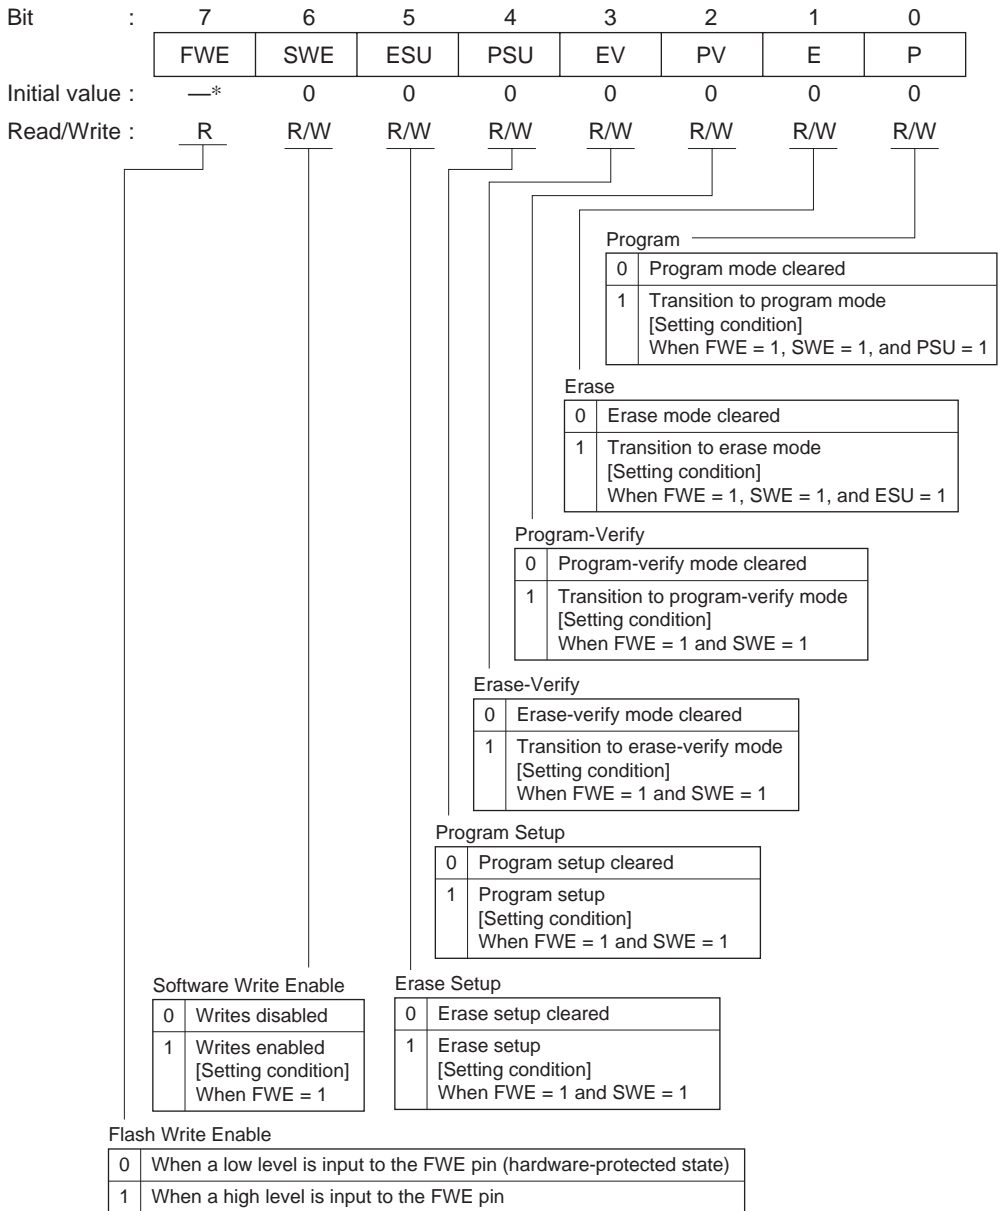 Bit : 7 6 5 4 3 2 1 0
FWE SWE ESU PSU EV PV E P
Initial value : —* 0 0 0 0 0 0 0
Read/Write : R R/W R/W R/W R/W R/W R/W R/W
Program
0 Program mode cleared
1 Transition to program mode
[Setting condition]
When FWE = 1, SWE = 1, and PSU = 1
Erase
0 Erase mode cleared
1 Transition to erase mode
[Setting condition]
When FWE = 1, SWE = 1, and ESU = 1
Program-Verify
0 Program-verify mode cleared
1 Transition to program-verify mode
[Setting condition]
When FWE = 1 and SWE = 1
Erase-Verify
0 Erase-verify mode cleared
1 Transition to erase-verify mode
[Setting condition]
When FWE = 1 and SWE = 1
Program Setup
0 Program setup cleared
1 Program setup
[Setting condition]
When FWE = 1 and SWE = 1
Software Write Enable
0 Writes disabled
1 Writes enabled
[Setting condition]
When FWE = 1
Erase Setup
0 Erase setup cleared
1 Erase setup
[Setting condition]
When FWE = 1 and SWE = 1
Flash Write Enable
0 When a low level is input to the FWE pin (hardware-protected state)
1 When a high level is input to the FWE pin